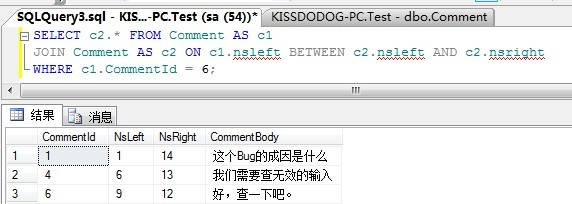 SQLQuery3.sql - KIS...-PC.Test (sa (54))* KISSDODOG-PC.Test - dbo.Comment
SELECT c2.* FROM Comment AS c1
JOIN Comment AS c2 ON c1.nsleft BETWEEN c2.nsleft AND c2.nsright
WHERE c1.CommentId = 6;
结果 消息
CommentId NsLeft NsRight CommentBody
1 1 1 14 这个Bug的成因是什么
2 4 6 13 我们需要查无效的输入
3 6 9 12 好，查一下吧。